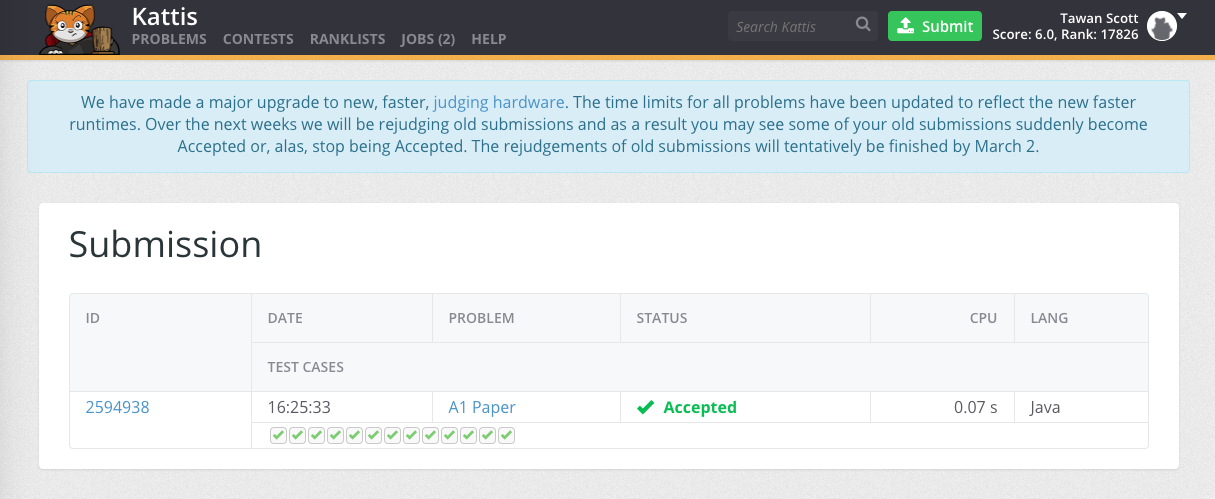 Kattis
PROBLEMS CONTESTS RANKLISTS JOBS (2) HELP
Search Kattis
Submit
Tawan Scott
Score: 6.0, Rank: 17826
We have made a major upgrade to new, faster, judging hardware. The time limits for all problems have been updated to reflect the new faster
runtimes. Over the next weeks we will be rejudging old submissions and as a result you may see some of your old submissions suddenly become
Accepted or, alas, stop being Accepted. The rejudgements of old submissions will tentatively be finished by March 2.
Submission
ID DATE PROBLEM STATUS CPU LANG
TEST CASES
2594938 16:25:33 A1 Paper Accepted 0.07 s Java